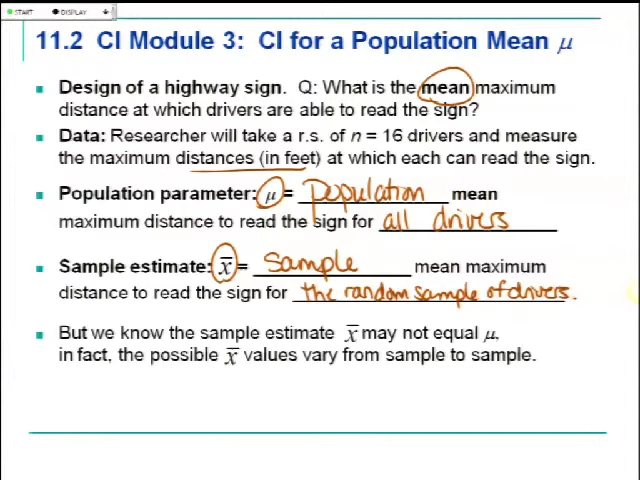 START DISPLAY
11.2 CI Module 3: CI for a Population Mean μ
Design of a highway sign. Q: What is the mean maximum
distance at which drivers are able to read the sign?
Data: Researcher will take a r.s. of n = 16 drivers and measure
the maximum distances (in feet) at which each can read the sign.
Population parameter: μ = population mean
maximum distance to read the sign for all drivers
Sample estimate: x̅ = Sample mean maximum
distance to read the sign for the random sample of drivers.
But we know the sample estimate x̅ may not equal μ,
in fact, the possible x̅ values vary from sample to sample.